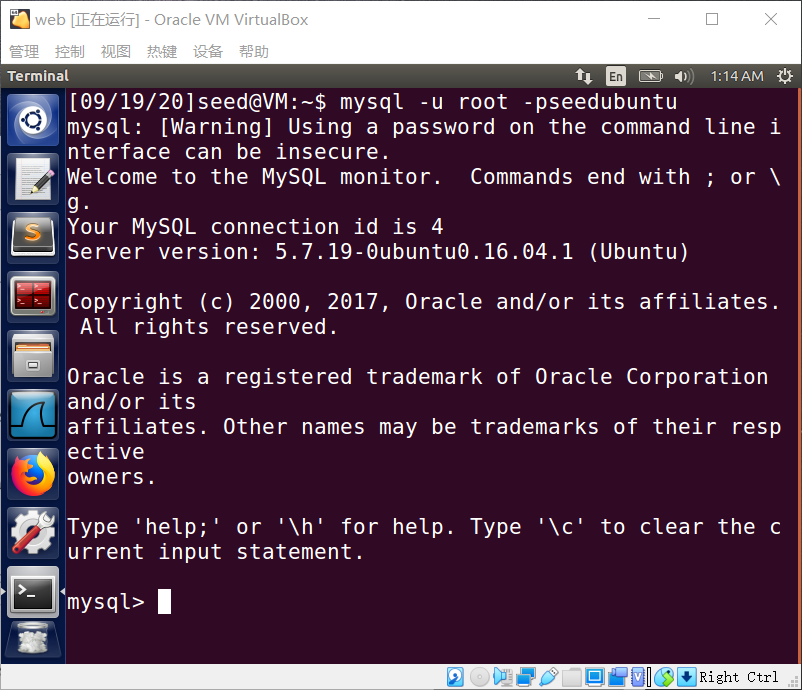 web [正在运行] - Oracle VM VirtualBox
管理 控制 视图 热键 设备 帮助
Terminal En 1:14 AM
[09/19/20]seed@VM:~$ mysql -u root -pseedubuntu
mysql: [Warning] Using a password on the command line i
nterface can be insecure.
Welcome to the MySQL monitor.  Commands end with ; or \
g.
Your MySQL connection id is 4
Server version: 5.7.19-0ubuntu0.16.04.1 (Ubuntu)
Copyright (c) 2000, 2017, Oracle and/or its affiliates.
 All rights reserved.
Oracle is a registered trademark of Oracle Corporation
and/or its
affiliates. Other names may be trademarks of their resp
ective
owners.
Type 'help;' or '\h' for help. Type '\c' to clear the c
urrent input statement.
mysql>
Right Ctrl